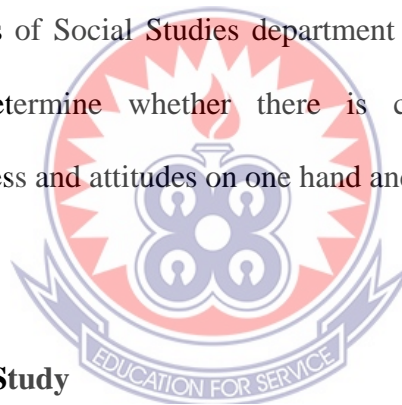 s of Social Studies department
etermine whether there is c
ess and attitudes on one hand and
EDUCATION FOR SERVICE
Study